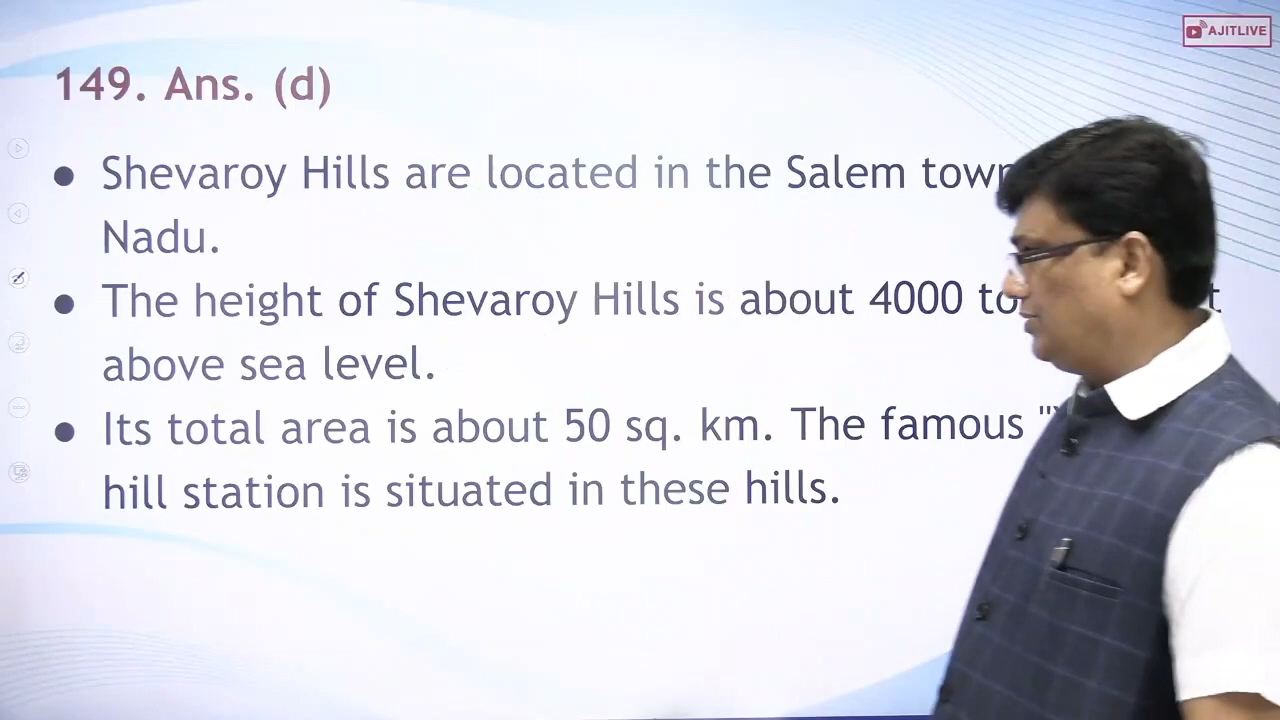 AJITLIVE
149. Ans. (d)
● Shevaroy Hills are located in the Salem town
Nadu.
● The height of Shevaroy Hills is about 4000 to
above sea level.
● Its total area is about 50 sq. km. The famous
hill station is situated in these hills.